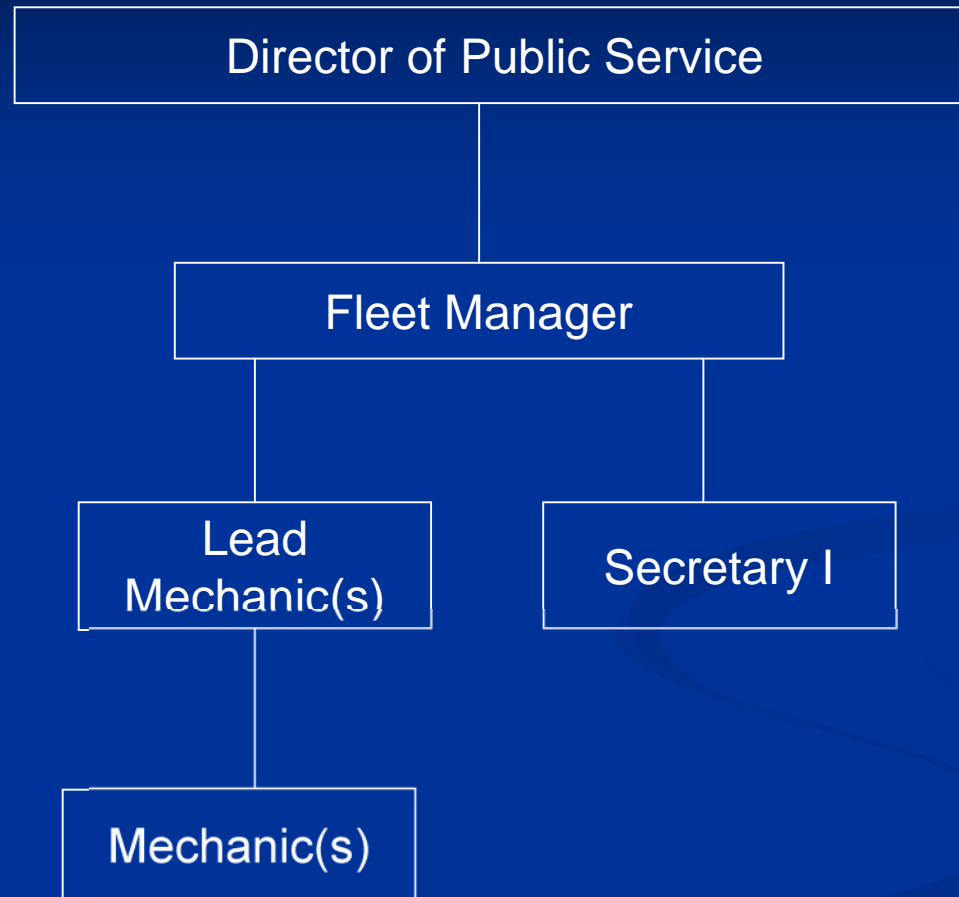 Director of Public Service
Fleet Manager
Lead
Mechanic(s)
Secretary I
Mechanic(s)